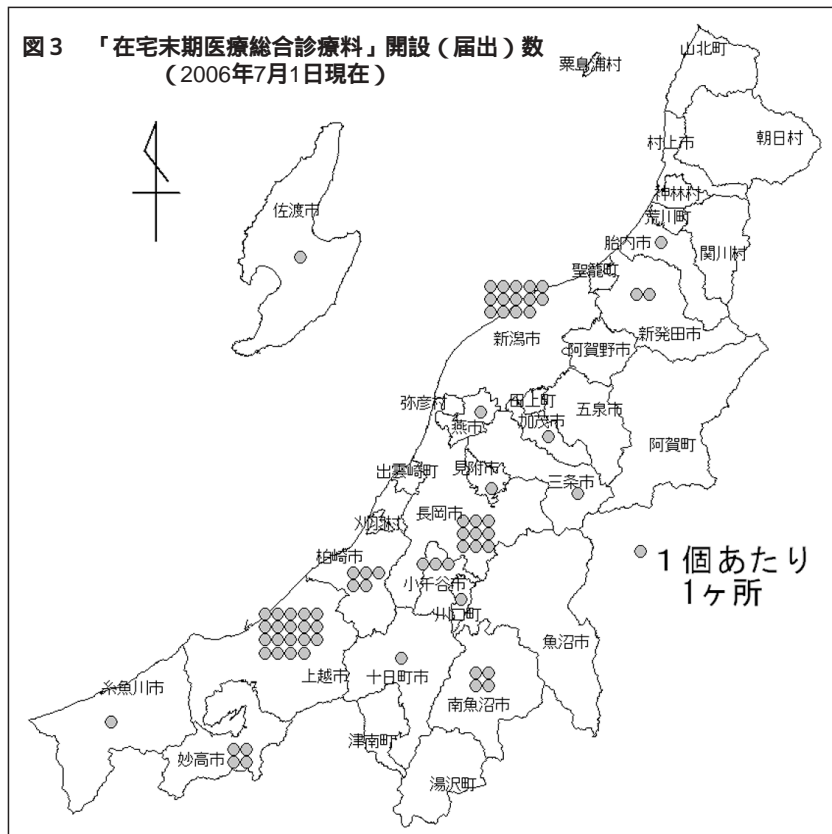 図3 「在宅末期医療総合診療料」開設（届出）数
（2006年7月1日現在）
山北町
粟島浦村
朝日村
村上市
神林村
佐渡市
荒川町
胎内市
関川村
聖籠町
新発田市
新潟市
阿賀野市
弥彦村
田上町
五泉市
燕市
加茂市
阿賀町
出雲崎町
見附市
三条市
長岡市
刈羽村
柏崎市
1個あたり
1ヶ所
小千谷市
川口町
魚沼市
上越市
十日町市
糸魚川市
南魚沼市
津南町
妙高市
湯沢町